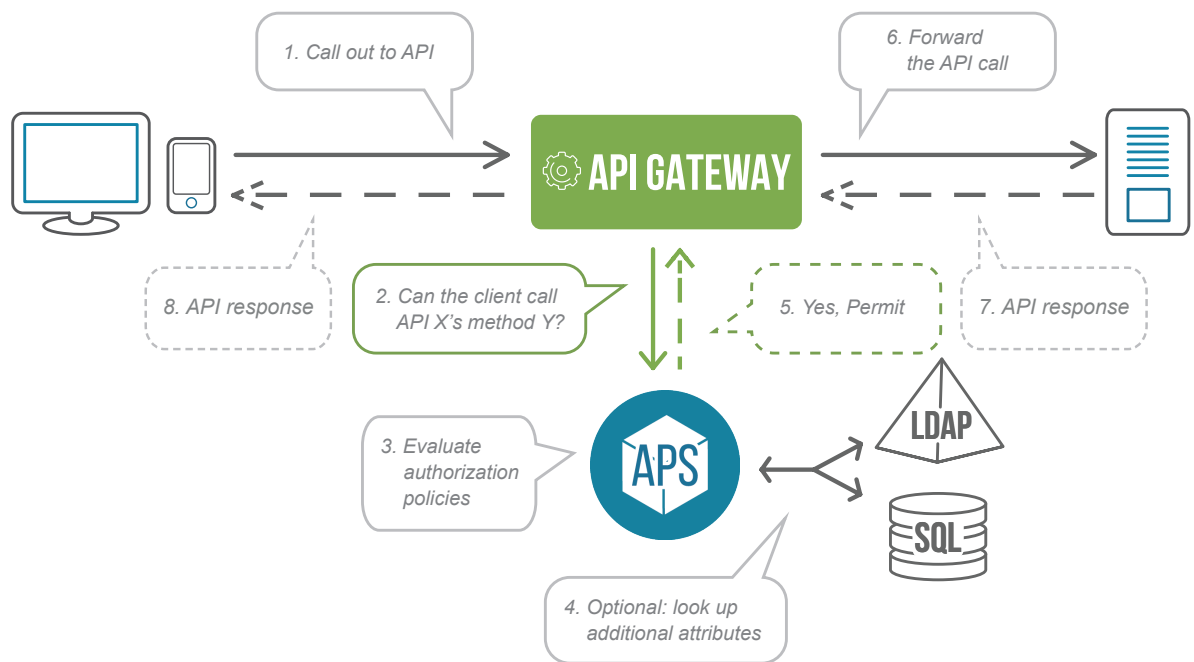 1. Call out to API
6. Forward
the API call
API GATEWAY
8. API response
2. Can the client call
API X's method Y?
5. Yes, Permit
7. API response
3. Evaluate
authorization
policies
APS
LDAP
SQL
4. Optional: look up
additional attributes